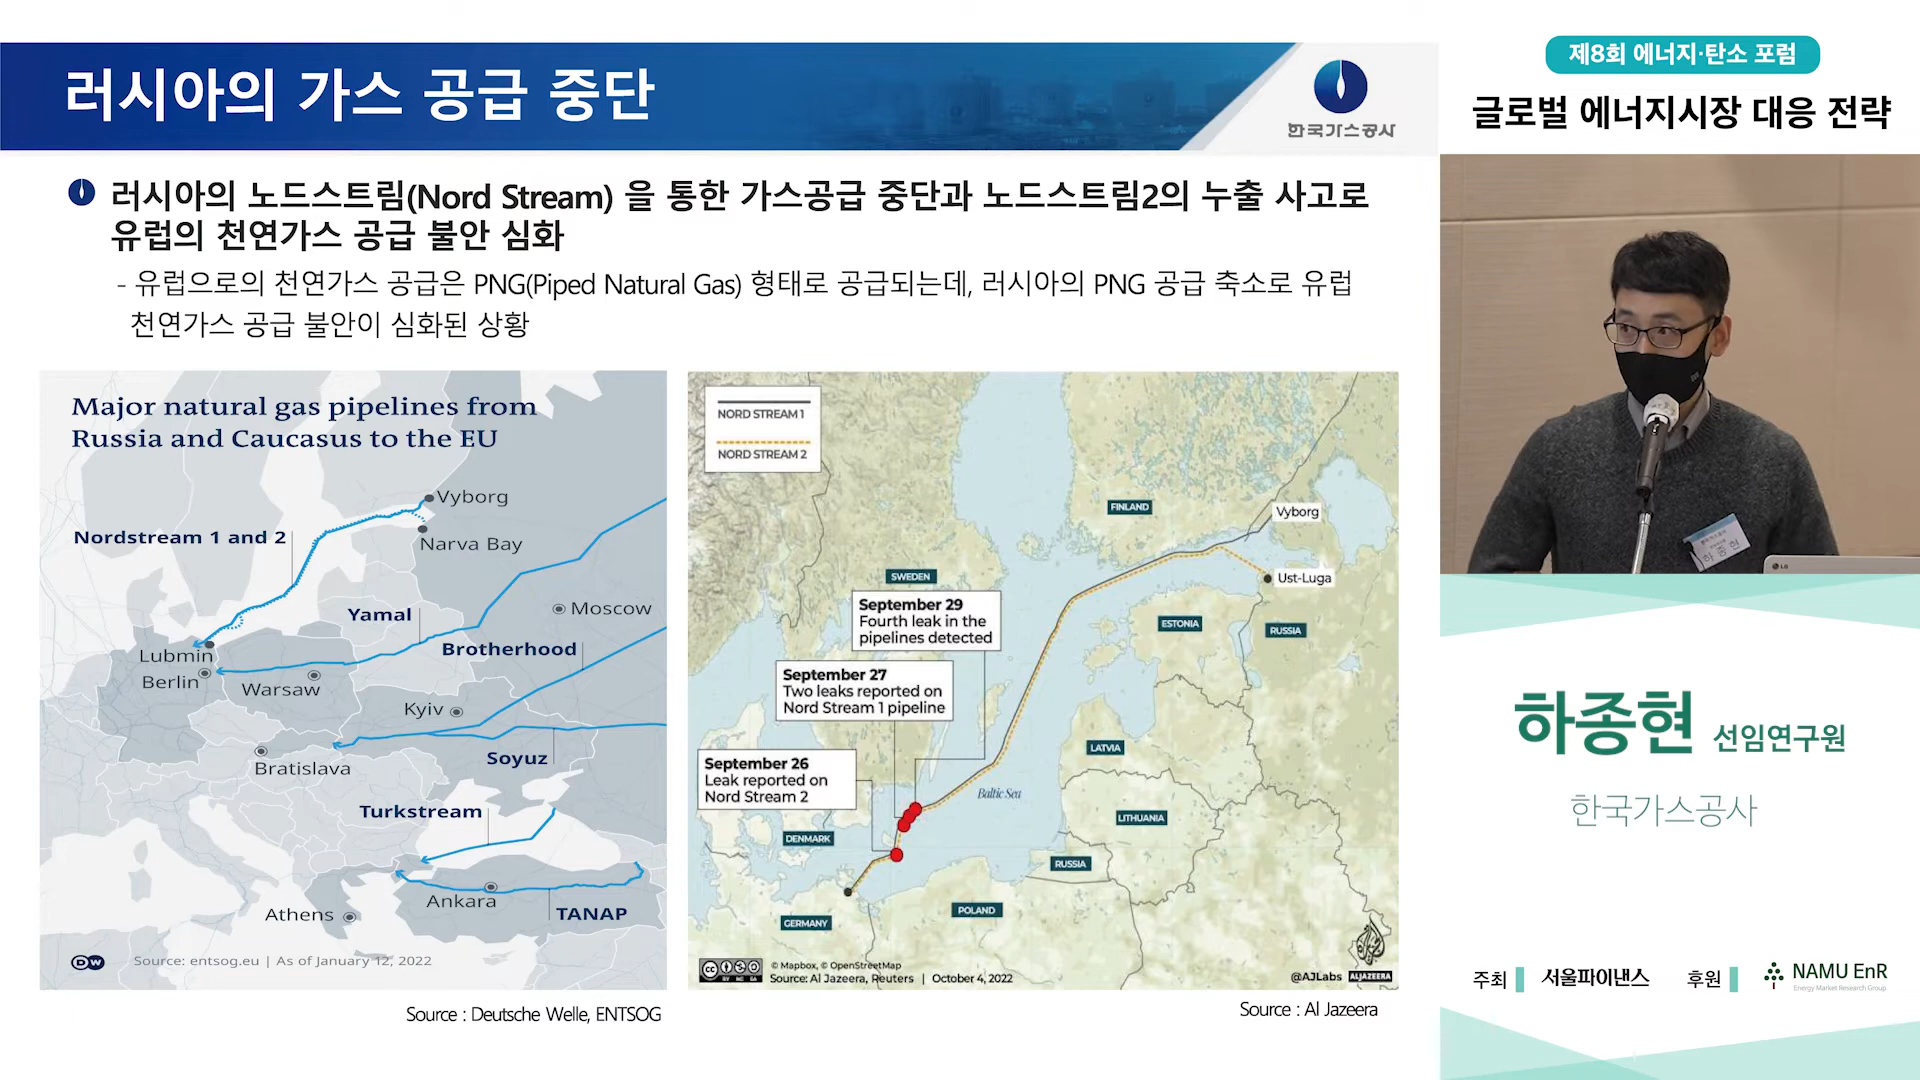 러시아의 가스 공급 중단
한국가스공사
러시아의 노드스트림(Nord Stream) 을 통한 가스공급 중단과 노드스트림2의 누출 사고로
유럽의 천연가스 공급 불안 심화
- 유럽으로의 천연가스 공급은 PNG(Piped Natural Gas) 형태로 공급되는데, 러시아의 PNG 공급 축소로 유럽
천연가스 공급 불안이 심화된 상황
Major natural gas pipelines from
Russia and Caucasus to the EU
Vyborg
Nordstream 1 and 2
Narva Bay
Yamal
Moscow
Brotherhood
Lubmin
Berlin
Warsaw
Kyiv
Soyuz
Bratislava
Turkstream
Ankara
Athens
TANAP
DW
Source: entsog.eu | As of January 12, 2022
Source : Deutsche Welle, ENTSOG
NORD STREAM 1
NORD STREAM 2
FINLAND
Vyborg
SWEDEN
Ust-Luga
September 29
Fourth leak in the
pipelines detected
ESTONIA
RUSSIA
September 27
Two leaks reported on
Nord Stream 1 pipeline
September 26
Leak reported on
Nord Stream 2
LATVIA
Baltic Sea
DENMARK
LITHUANIA
RUSSIA
GERMANY
POLAND
© Mapbox, © OpenStreetMap
Source: Al Jazeera, Reuters | October 4, 2022
@AJLabs
ALJAZEERA
Source : Al Jazeera
제8회 에너지·탄소 포럼
글로벌 에너지시장 대응 전략
하종현
LG
하종현 선임연구원
한국가스공사
주최 서울파이낸스 후원 NAMU EnR
Energy Market Research Group